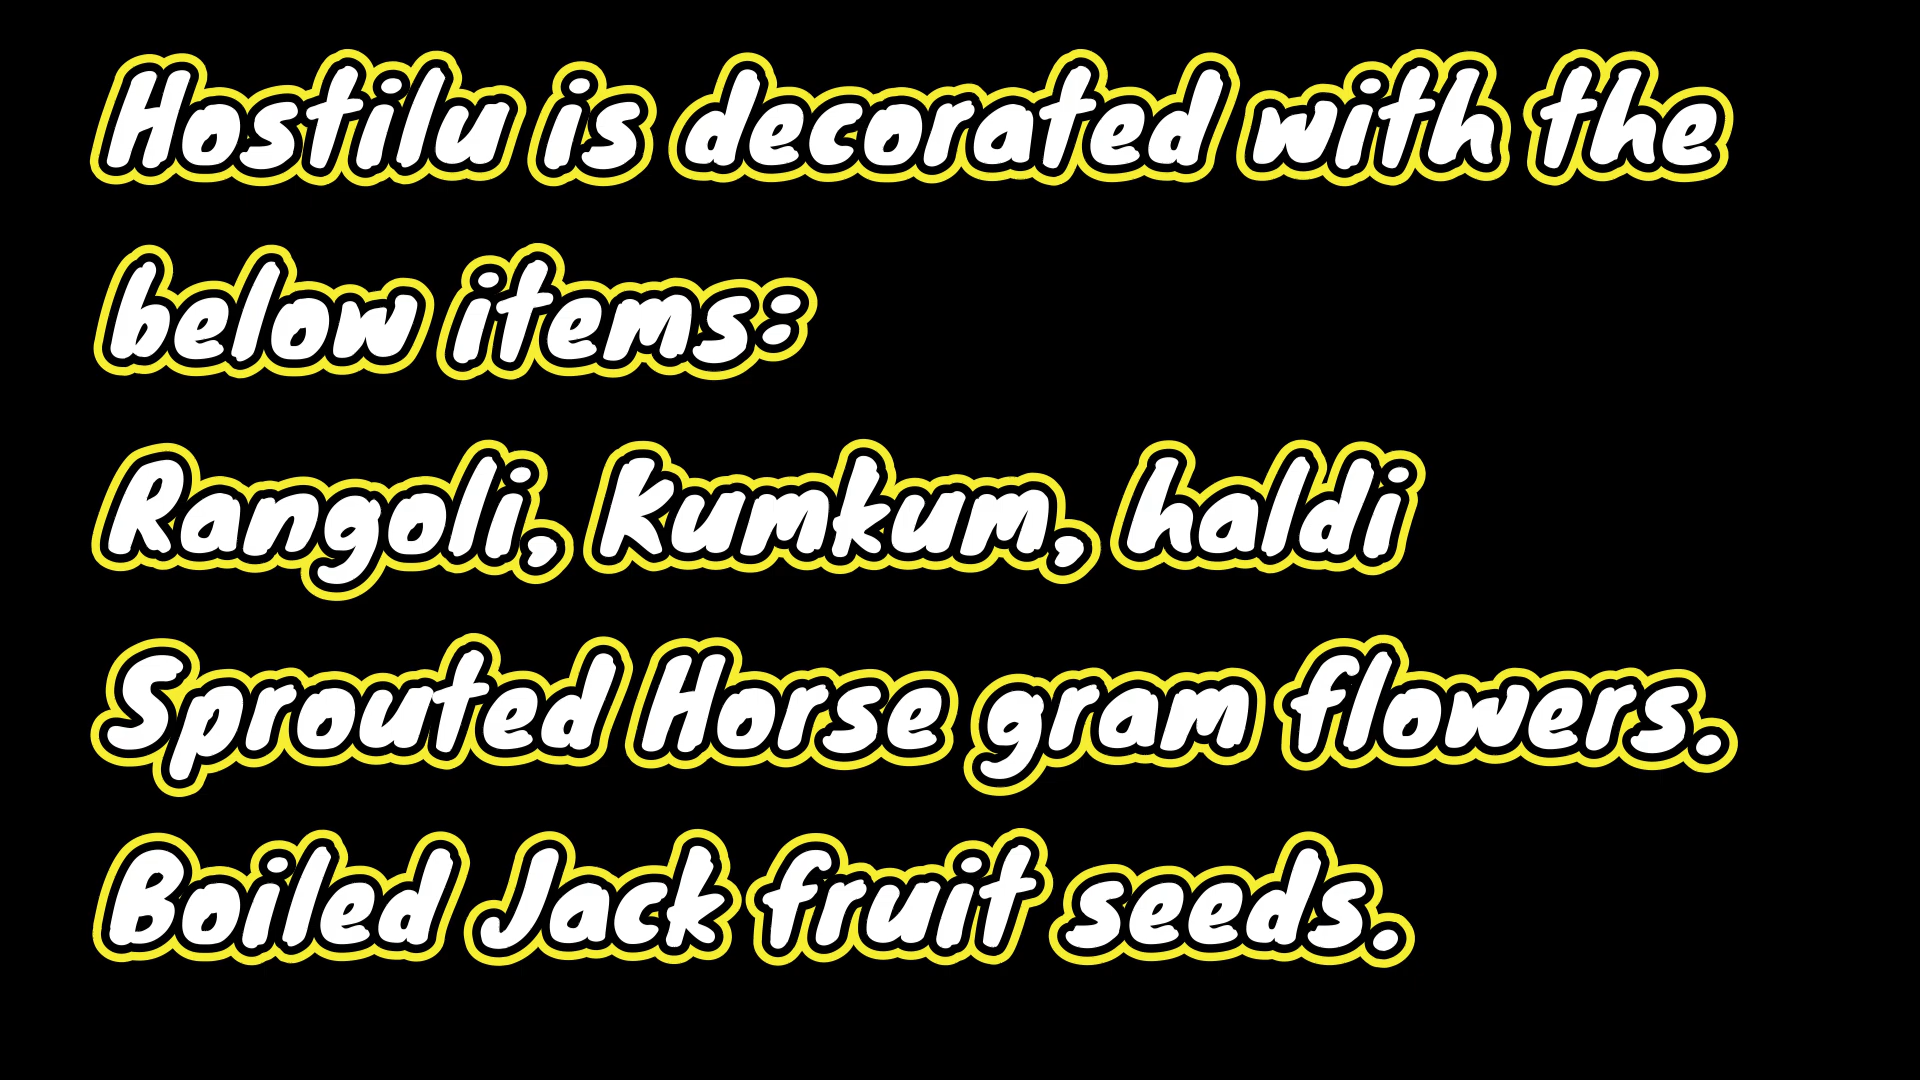 Hostilu is decorated with the
below items:
Rangoli, Kumkum, haldi
Sprouted Horse gram flowers.
Boiled Jack fruit seeds.